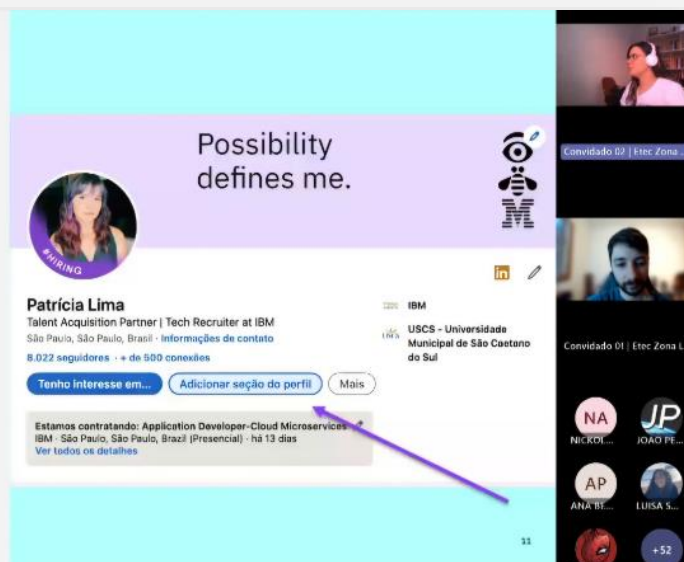 Possibility
defines me.
#HIRING
in
Patrícia Lima
Talent Acquisition Partner | Tech Recruiter at IBM
São Paulo, São Paulo, Brasil · Informações de contato
8.022 seguidores · + de 500 conexões
Tenho interesse em...
Adicionar seção do perfil
Mais
IBM
USCS - Universidade
Municipal de São Caetano
do Sul
Estamos contratando: Application Developer-Cloud Microservices
IBM · São Paulo, São Paulo, Brazil (Presencial) · há 13 dias
Ver todos os detalhes
11
Convidado 02 | Etec Zona ...
Convidado 01 | Etec Zona L
NA
NICKOL...
JP
JOAO PE...
AP
ANA BE...
LUISA S...
+52